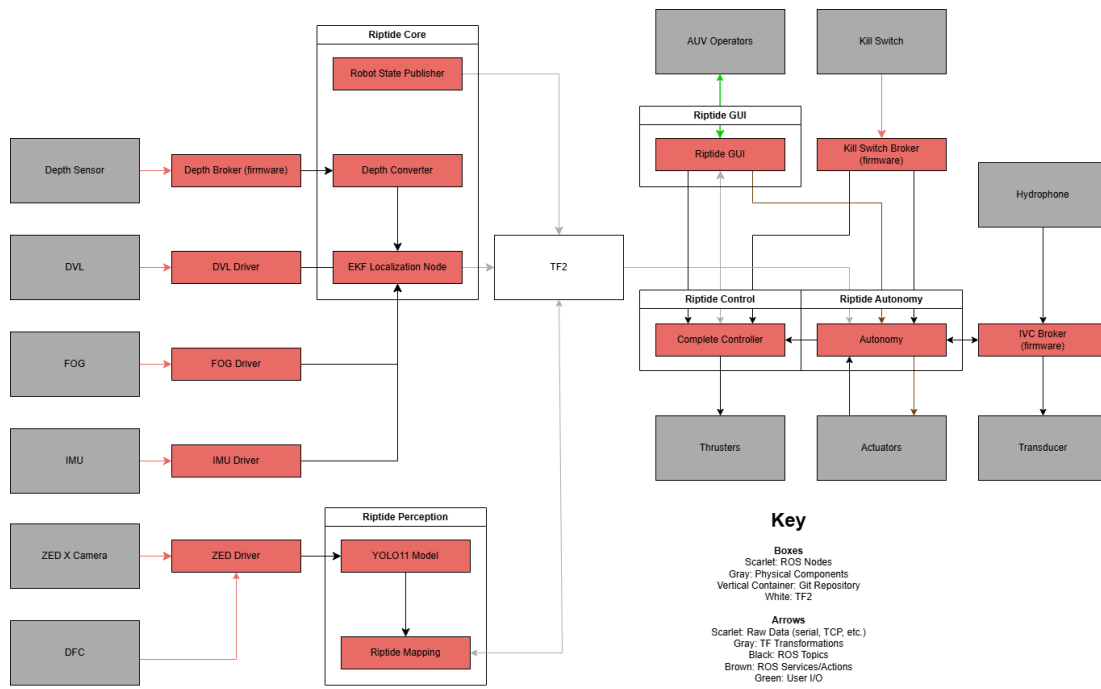 Riptide Core
Robot State Publisher
Depth Sensor
Depth Broker (firmware)
Depth Converter
DVL
DVL Driver
EKF Localization Node
FOG
FOG Driver
IMU
IMU Driver
ZED X Camera
ZED Driver
DFC
Riptide Perception
YOLO11 Model
Riptide Mapping
TF2
AUV Operators
Kill Switch
Riptide GUI
Riptide GUI
Kill Switch Broker
(firmware)
Hydrophone
Riptide Control
Riptide Autonomy
Complete Controller
Autonomy
IVC Broker
(firmware)
Thrusters
Actuators
Transducer
Key
Boxes
Scarlet: ROS Nodes
Gray: Physical Components
Vertical Container: Git Repository
White: TF2
Arrows
Scarlet: Raw Data (serial, TCP, etc.)
Gray: TF Transformations
Black: ROS Topics
Brown: ROS Services/Actions
Green: User I/O